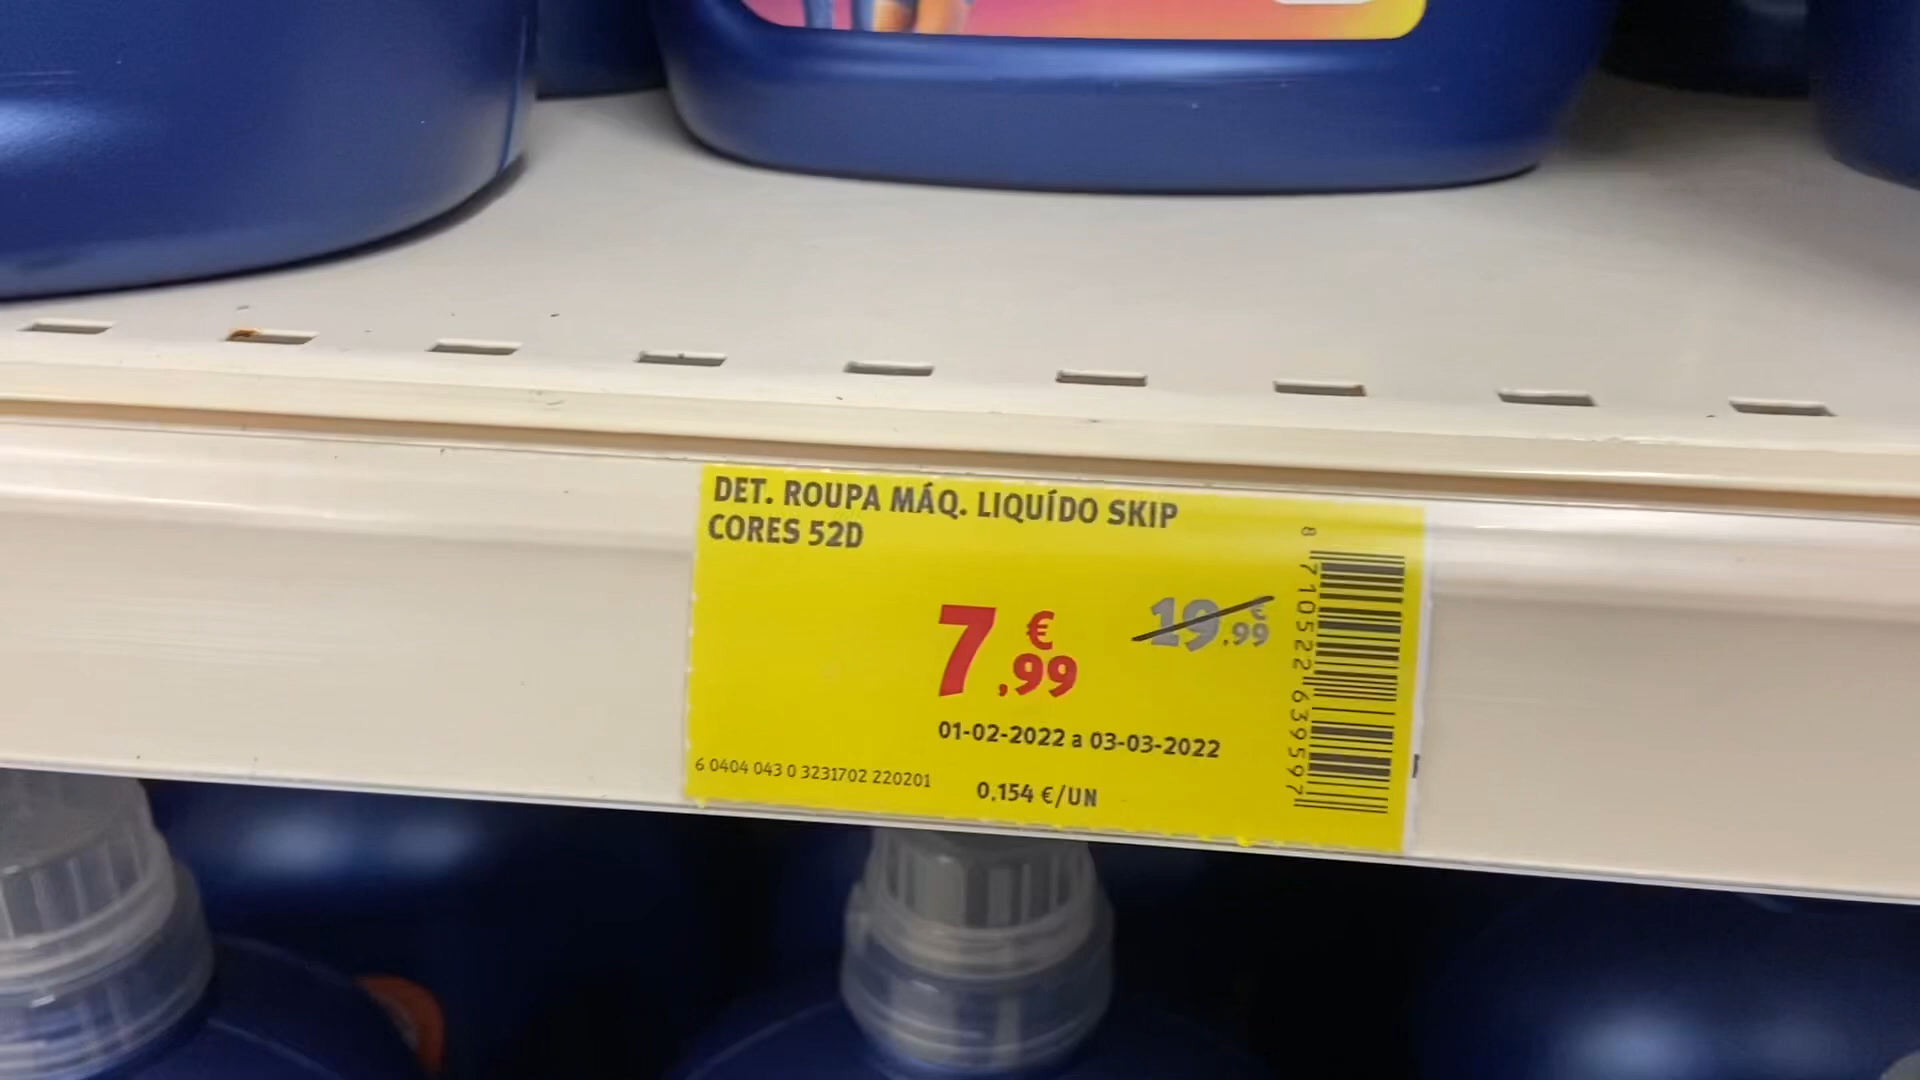 DET. ROUPA MÁQ. LIQUÍDO SKIP
CORES 52D
7,99 €
19,99 €
01-02-2022 a 03-03-2022
6 0404 043 0 3231702 220201
0,154 €/UN
8 710522 639597